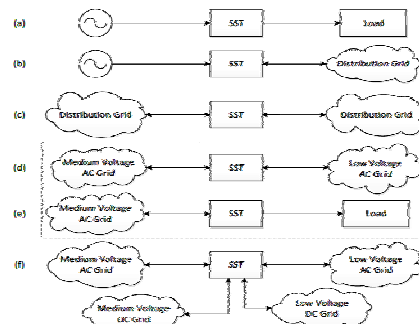 (a) SST Load
(b) SST Distribution Grid
(c) Distribution Grid SST Distribution Grid
(d) Medium Voltage AC Grid SST Low Voltage AC Grid
(e) Medium Voltage AC Grid SST Load
(f) Medium Voltage AC Grid SST Low Voltage AC Grid
Medium Voltage DC Grid Low Voltage DC Grid